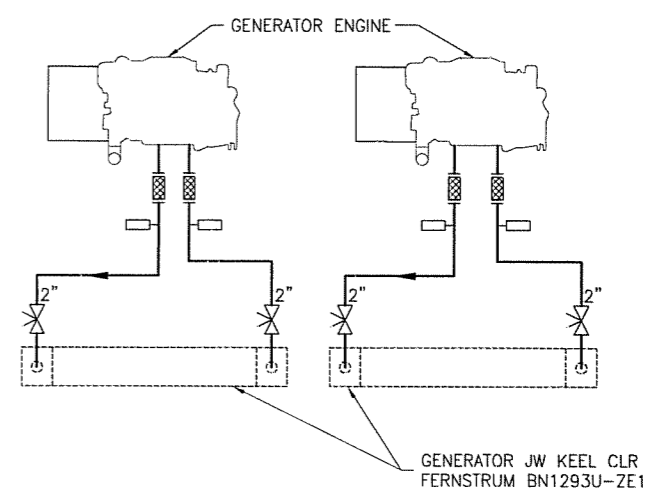 GENERATOR ENGINE
2" 2" 2" 2"
GENERATOR JW KEEL CLR
FERNSTRUM BN1293U-ZE1